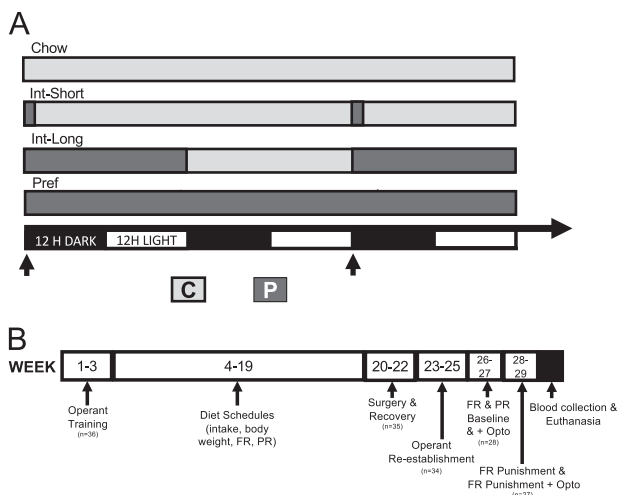 A
Chow
Int-Short
Int-Long
Pref
12 H DARK 12H LIGHT
C P
B
WEEK 1-3 4-19 20-22 23-25 26-27 28-29
Operant
Training
(n=36)
Diet Schedules
(intake, body
weight, FR, PR)
Surgery &
Recovery
(n=35)
Operant
Re-establishment
(n=34)
FR & PR
Baseline
& + Opto
(n=28)
FR Punishment &
FR Punishment + Opto
(n=27)
Blood collection &
Euthanasia